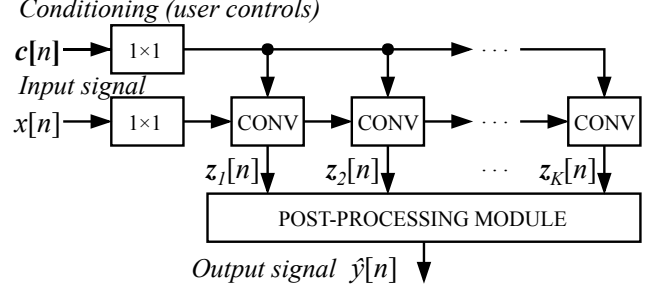 Conditioning (user controls)
c[n] 1×1 · · ·
Input signal
x[n] 1×1 CONV CONV · · · CONV
z1[n] z2[n] · · · zK[n]
POST-PROCESSING MODULE
Output signal ŷ[n]